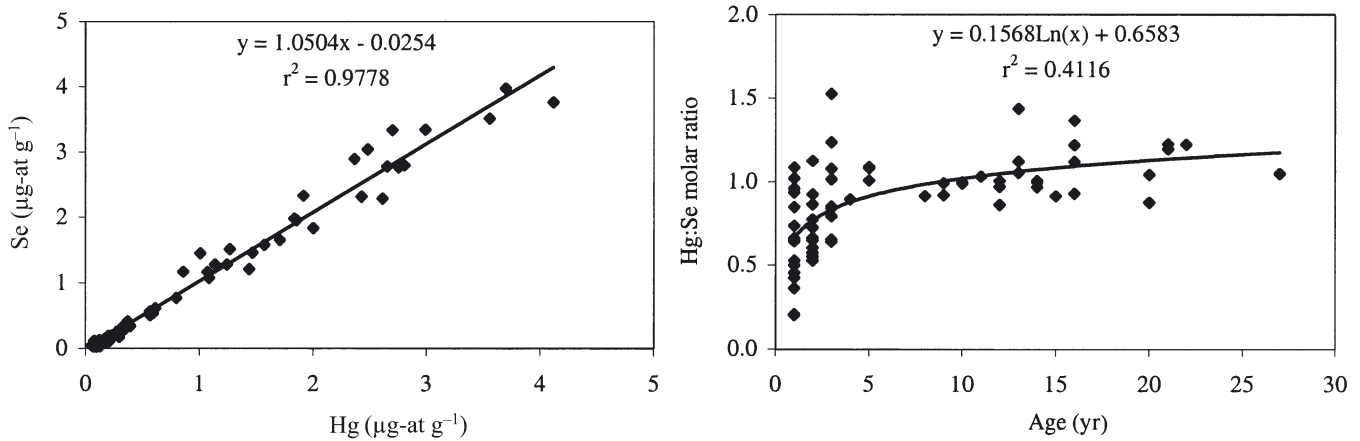 5
4
3
2
1
0
Se (µg-at g⁻¹)
y = 1.0504x - 0.0254
r² = 0.9778
0 1 2 3 4 5
Hg (µg-at g⁻¹)
2.0
1.5
1.0
0.5
0.0
Hg:Se molar ratio
y = 0.1568Ln(x) + 0.6583
r² = 0.4116
0 5 10 15 20 25 30
Age (yr)